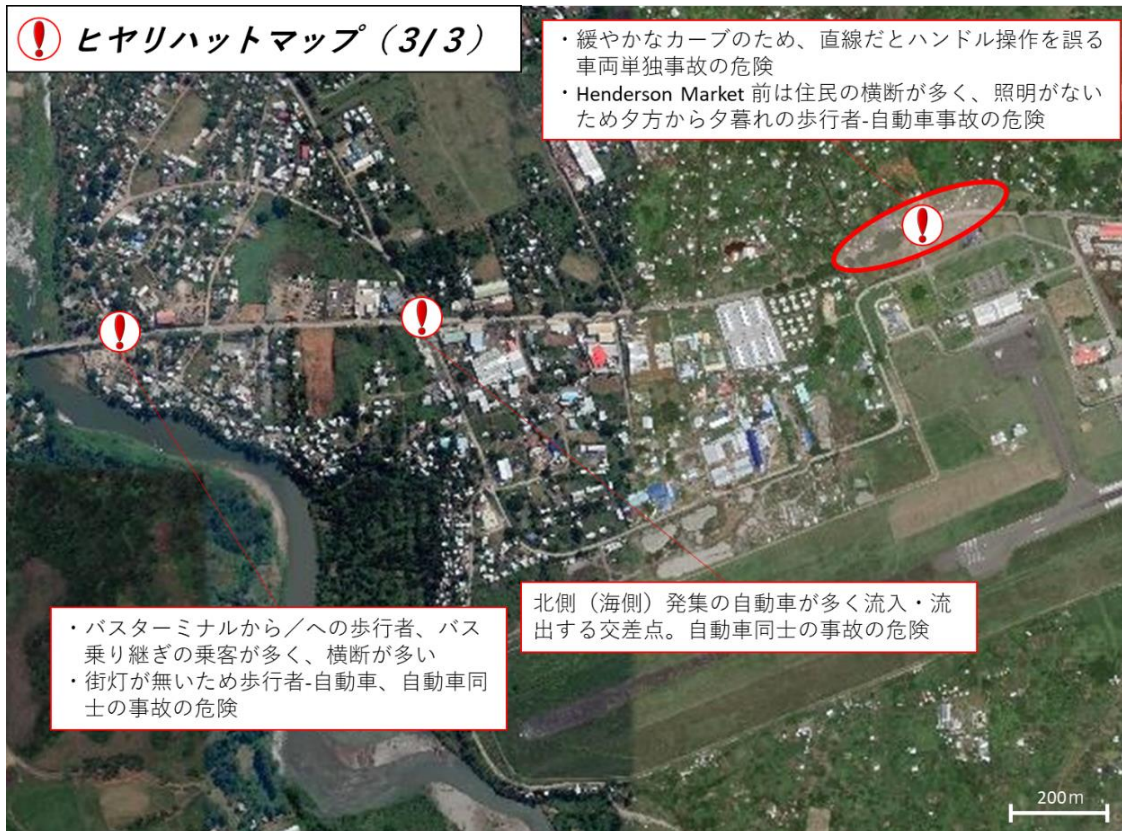 ヒヤリハットマップ（3/3）
・緩やかなカーブのため、直線だとハンドル操作を誤る
車両単独事故の危険
・Henderson Market 前は住民の横断が多く、照明がない
ため夕方から夕暮れの歩行者-自動車事故の危険
・バスターミナルから／への歩行者、バス
乗り継ぎの乗客が多く、横断が多い
・街灯が無いため歩行者-自動車、自動車同
士の事故の危険
北側（海側）発集の自動車が多く流入・流
出する交差点。自動車同士の事故の危険
200m